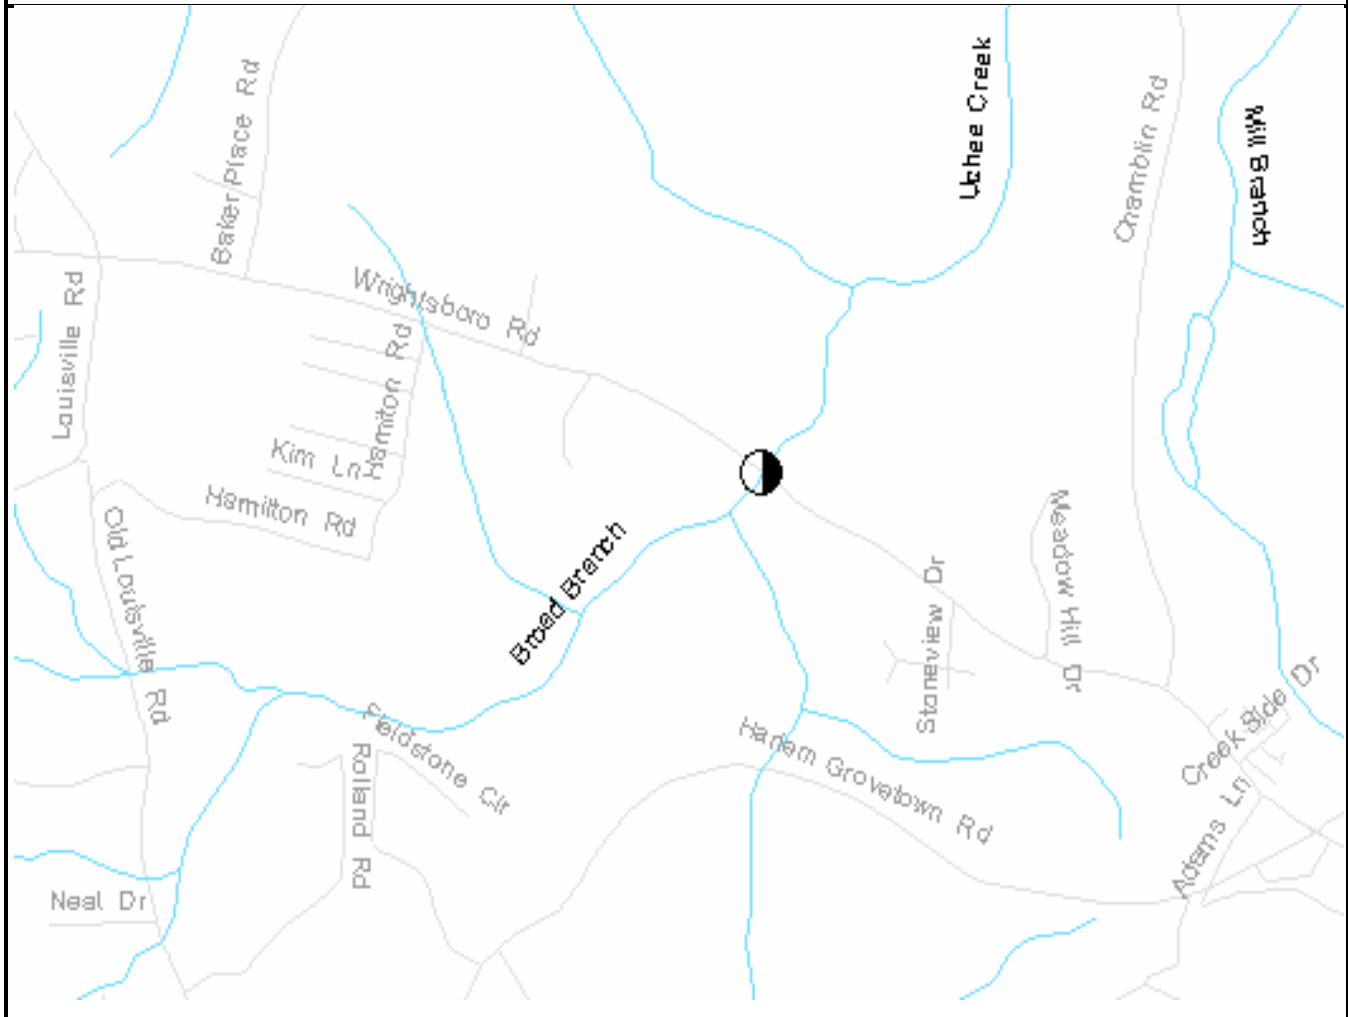 Uchee Creek
Baker Place Rd
Chamblin Rd
Mill Branch
Wrightsboro Rd
Louisville Rd
Hamilton Rd
Kim Ln
Hamilton Rd
Old Louisville Rd
Broad Branch
Meadow Hill Dr
Stoneview Dr
Creek Side Dr
Fieldstone Cir
Rolland Rd
Harlem Grovetown Rd
Adams Ln
Neal Dr